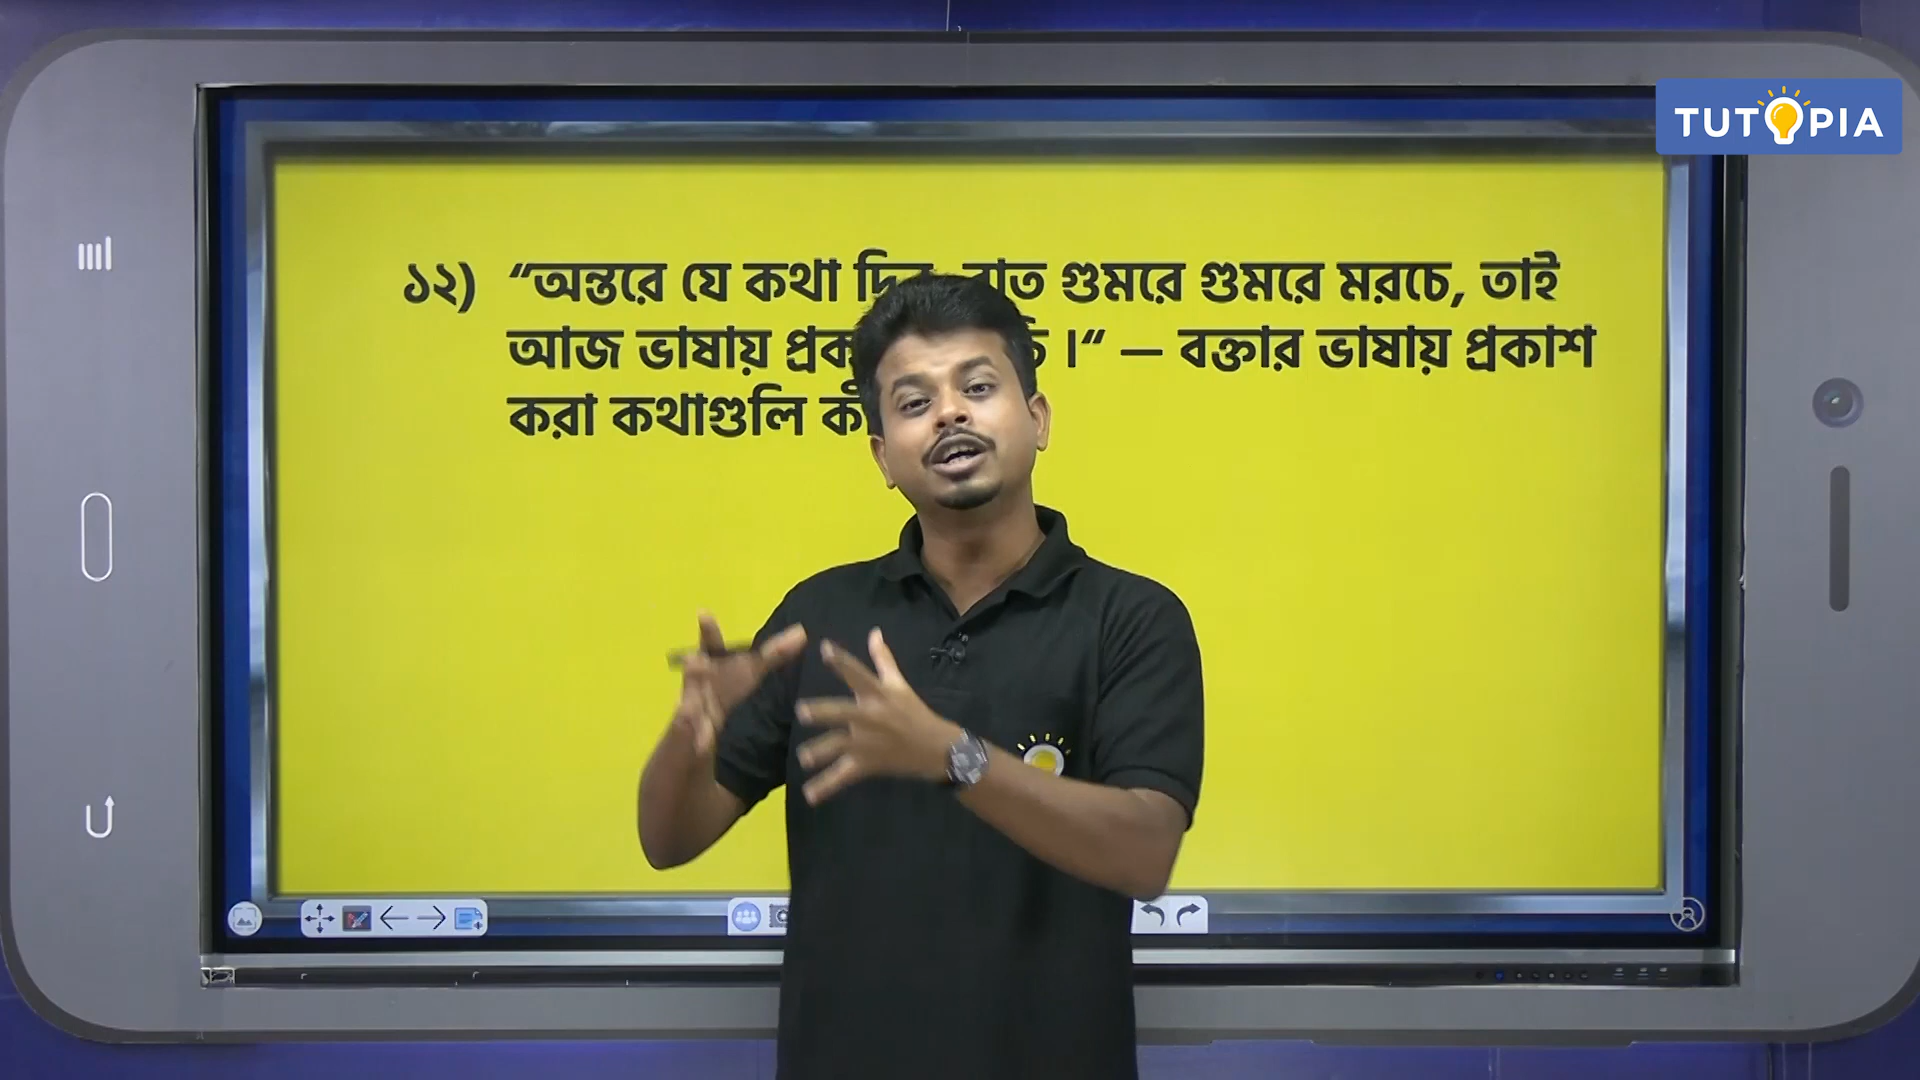 TUTOPIA
১২) “অন্তরে যে কথা গুমরে গুমরে মরচে, তাই
আজ ভাষায় ।“ — বক্তার ভাষায় প্রকাশ
করা কথাগুলি